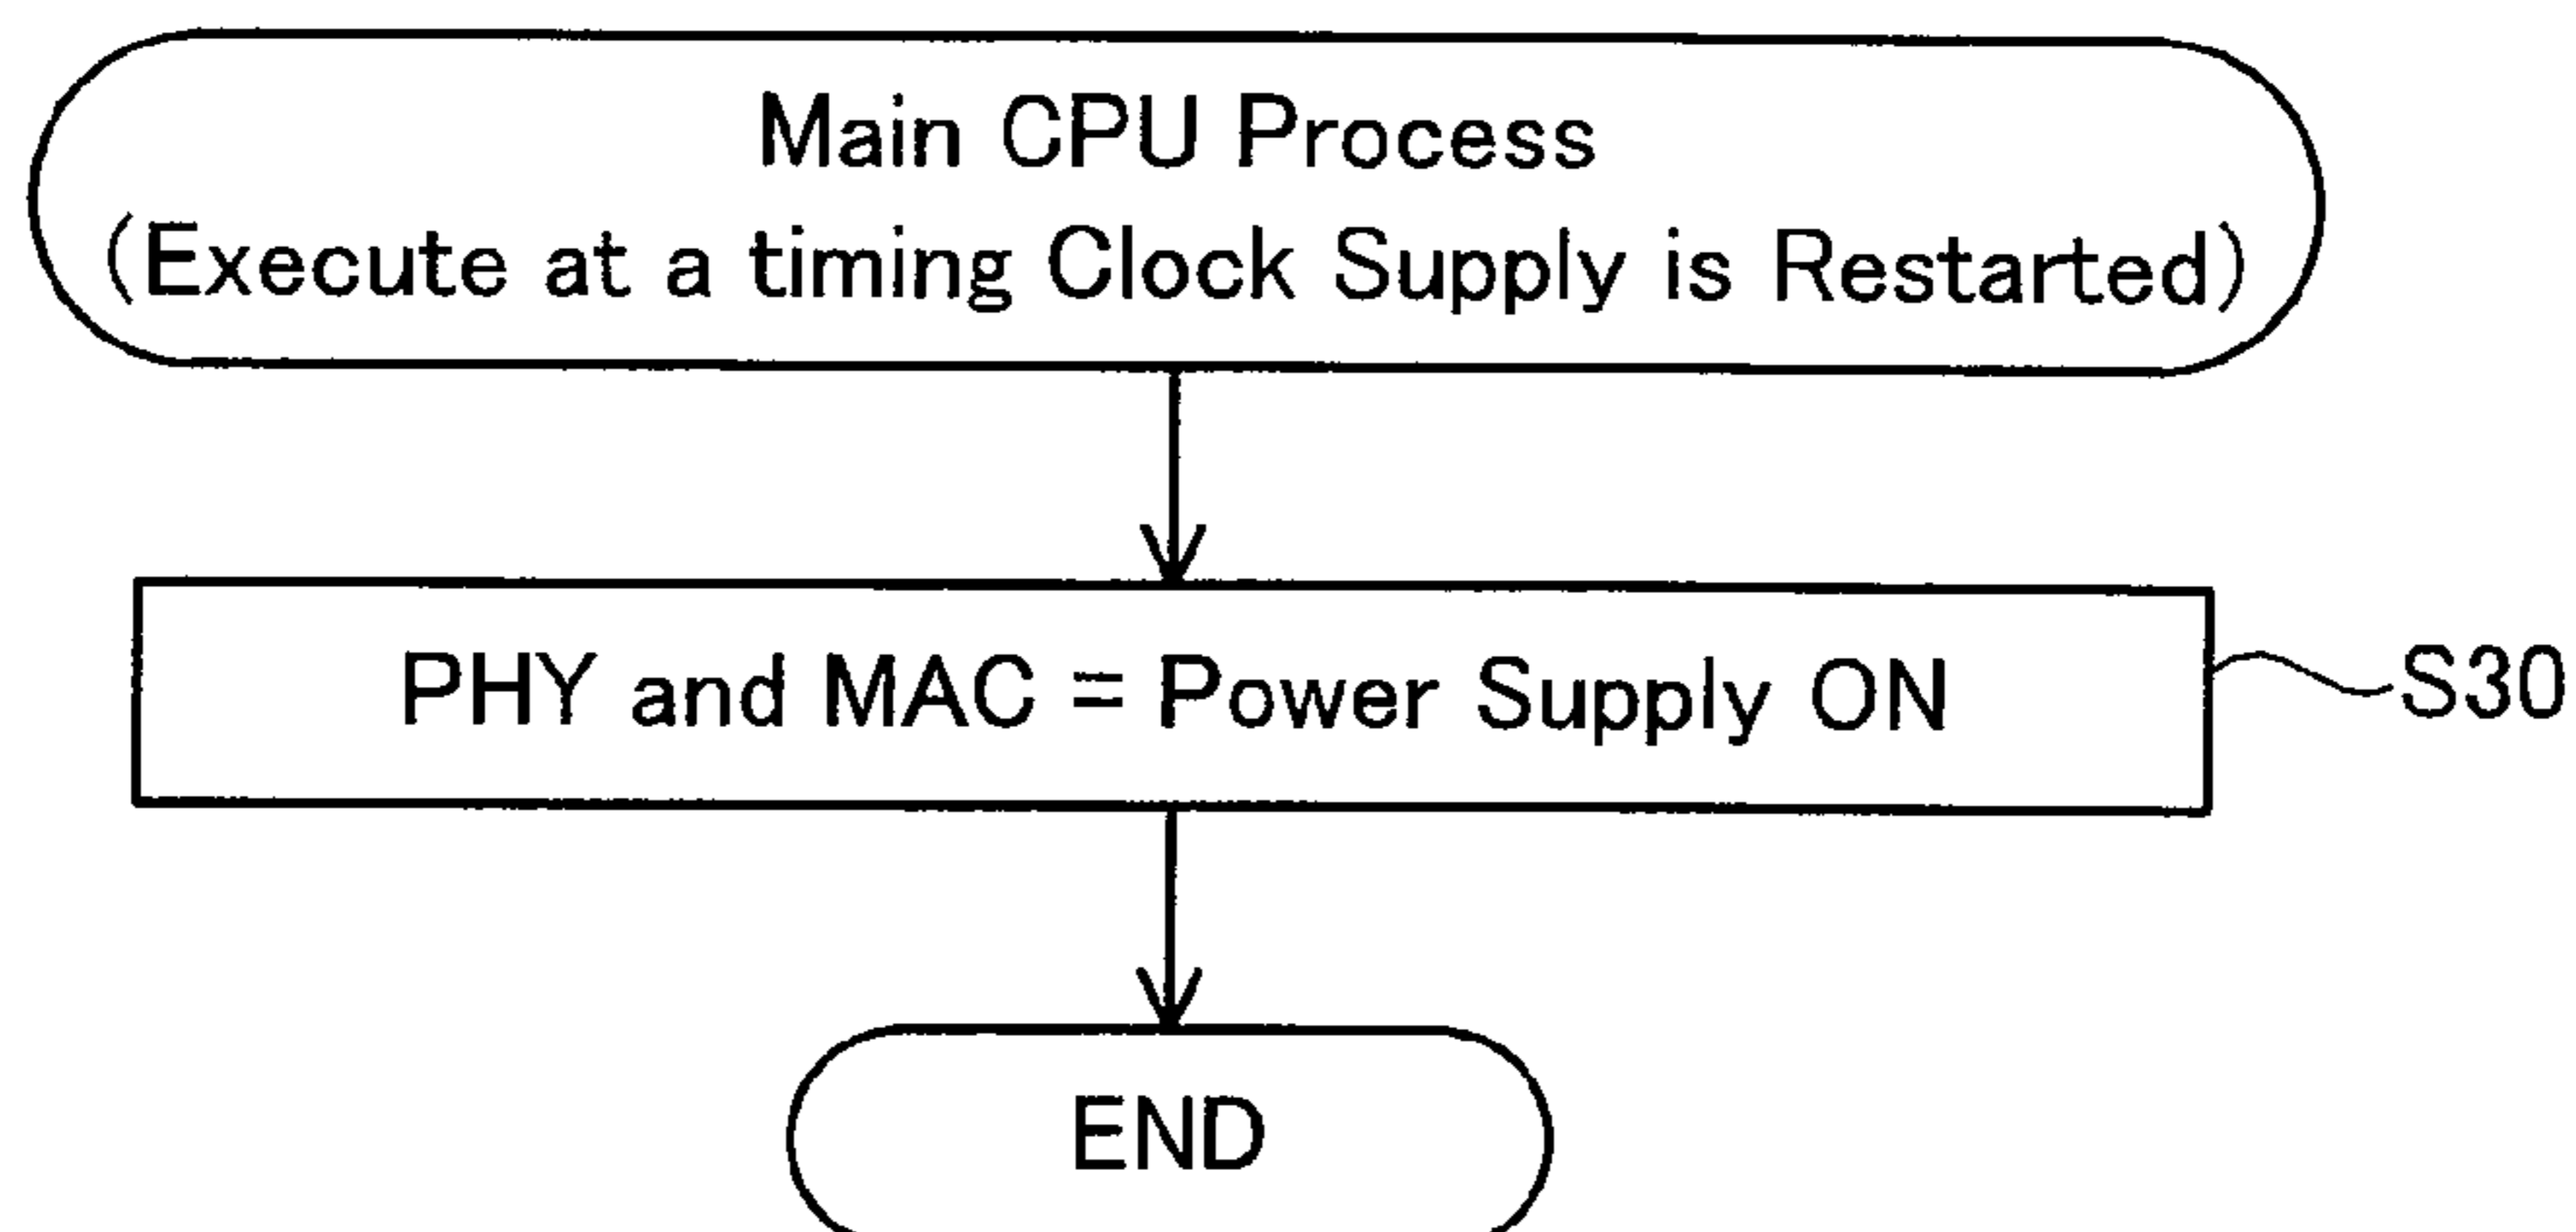 Main CPU Process
(Execute at a timing Clock Supply is Restarted)
PHY and MAC = Power Supply ON
S30
END